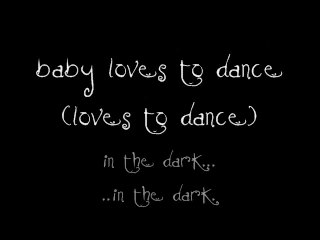 baby loves to dance
(loves to dance)
in the dark...
..in the dark.